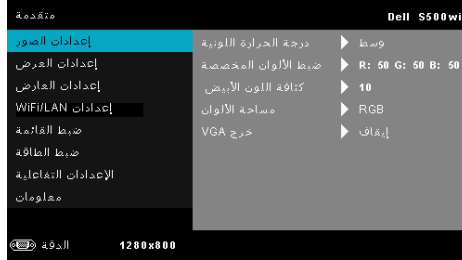 متقدمة Dell S500wi
إعدادات الصور
إعدادات العرض
إعدادات العارض
إعدادات WiFi/LAN
ضبط القائمة
ضبط الطاقة
الإعدادات التفاعلية
معلومات
درجة الحرارة اللونية وسط
ضبط الألوان المخصصة R: 50 G: 50 B: 50
كثافة اللون الأبيض 10
مساحة الألوان RGB
خرج VGA إيقاف
الدقة 1280x800